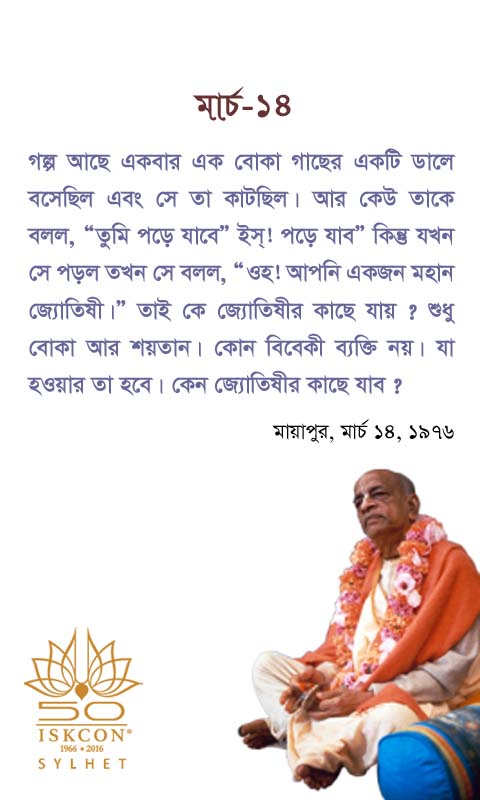 মার্চ-১৪
গল্প আছে একবার এক বোকা গাছের একটি ডালে
বসেছিল এবং সে তা কাটছিল। আর কেউ তাকে
বলল, “তুমি পড়ে যাবে” ইস্! পড়ে যাব” কিন্তু যখন
সে পড়ল তখন সে বলল, “ওহ! আপনি একজন মহান
জ্যোতিষী।” তাই কে জ্যোতিষীর কাছে যায় ? শুধু
বোকা আর শয়তান। কোন বিবেকী ব্যক্তি নয়। যা
হওয়ার তা হবে। কেন জ্যোতিষীর কাছে যাব ?
মায়াপুর, মার্চ ১৪, ১৯৭৬
50
ISKCON®
1966 • 2016
SYLHET